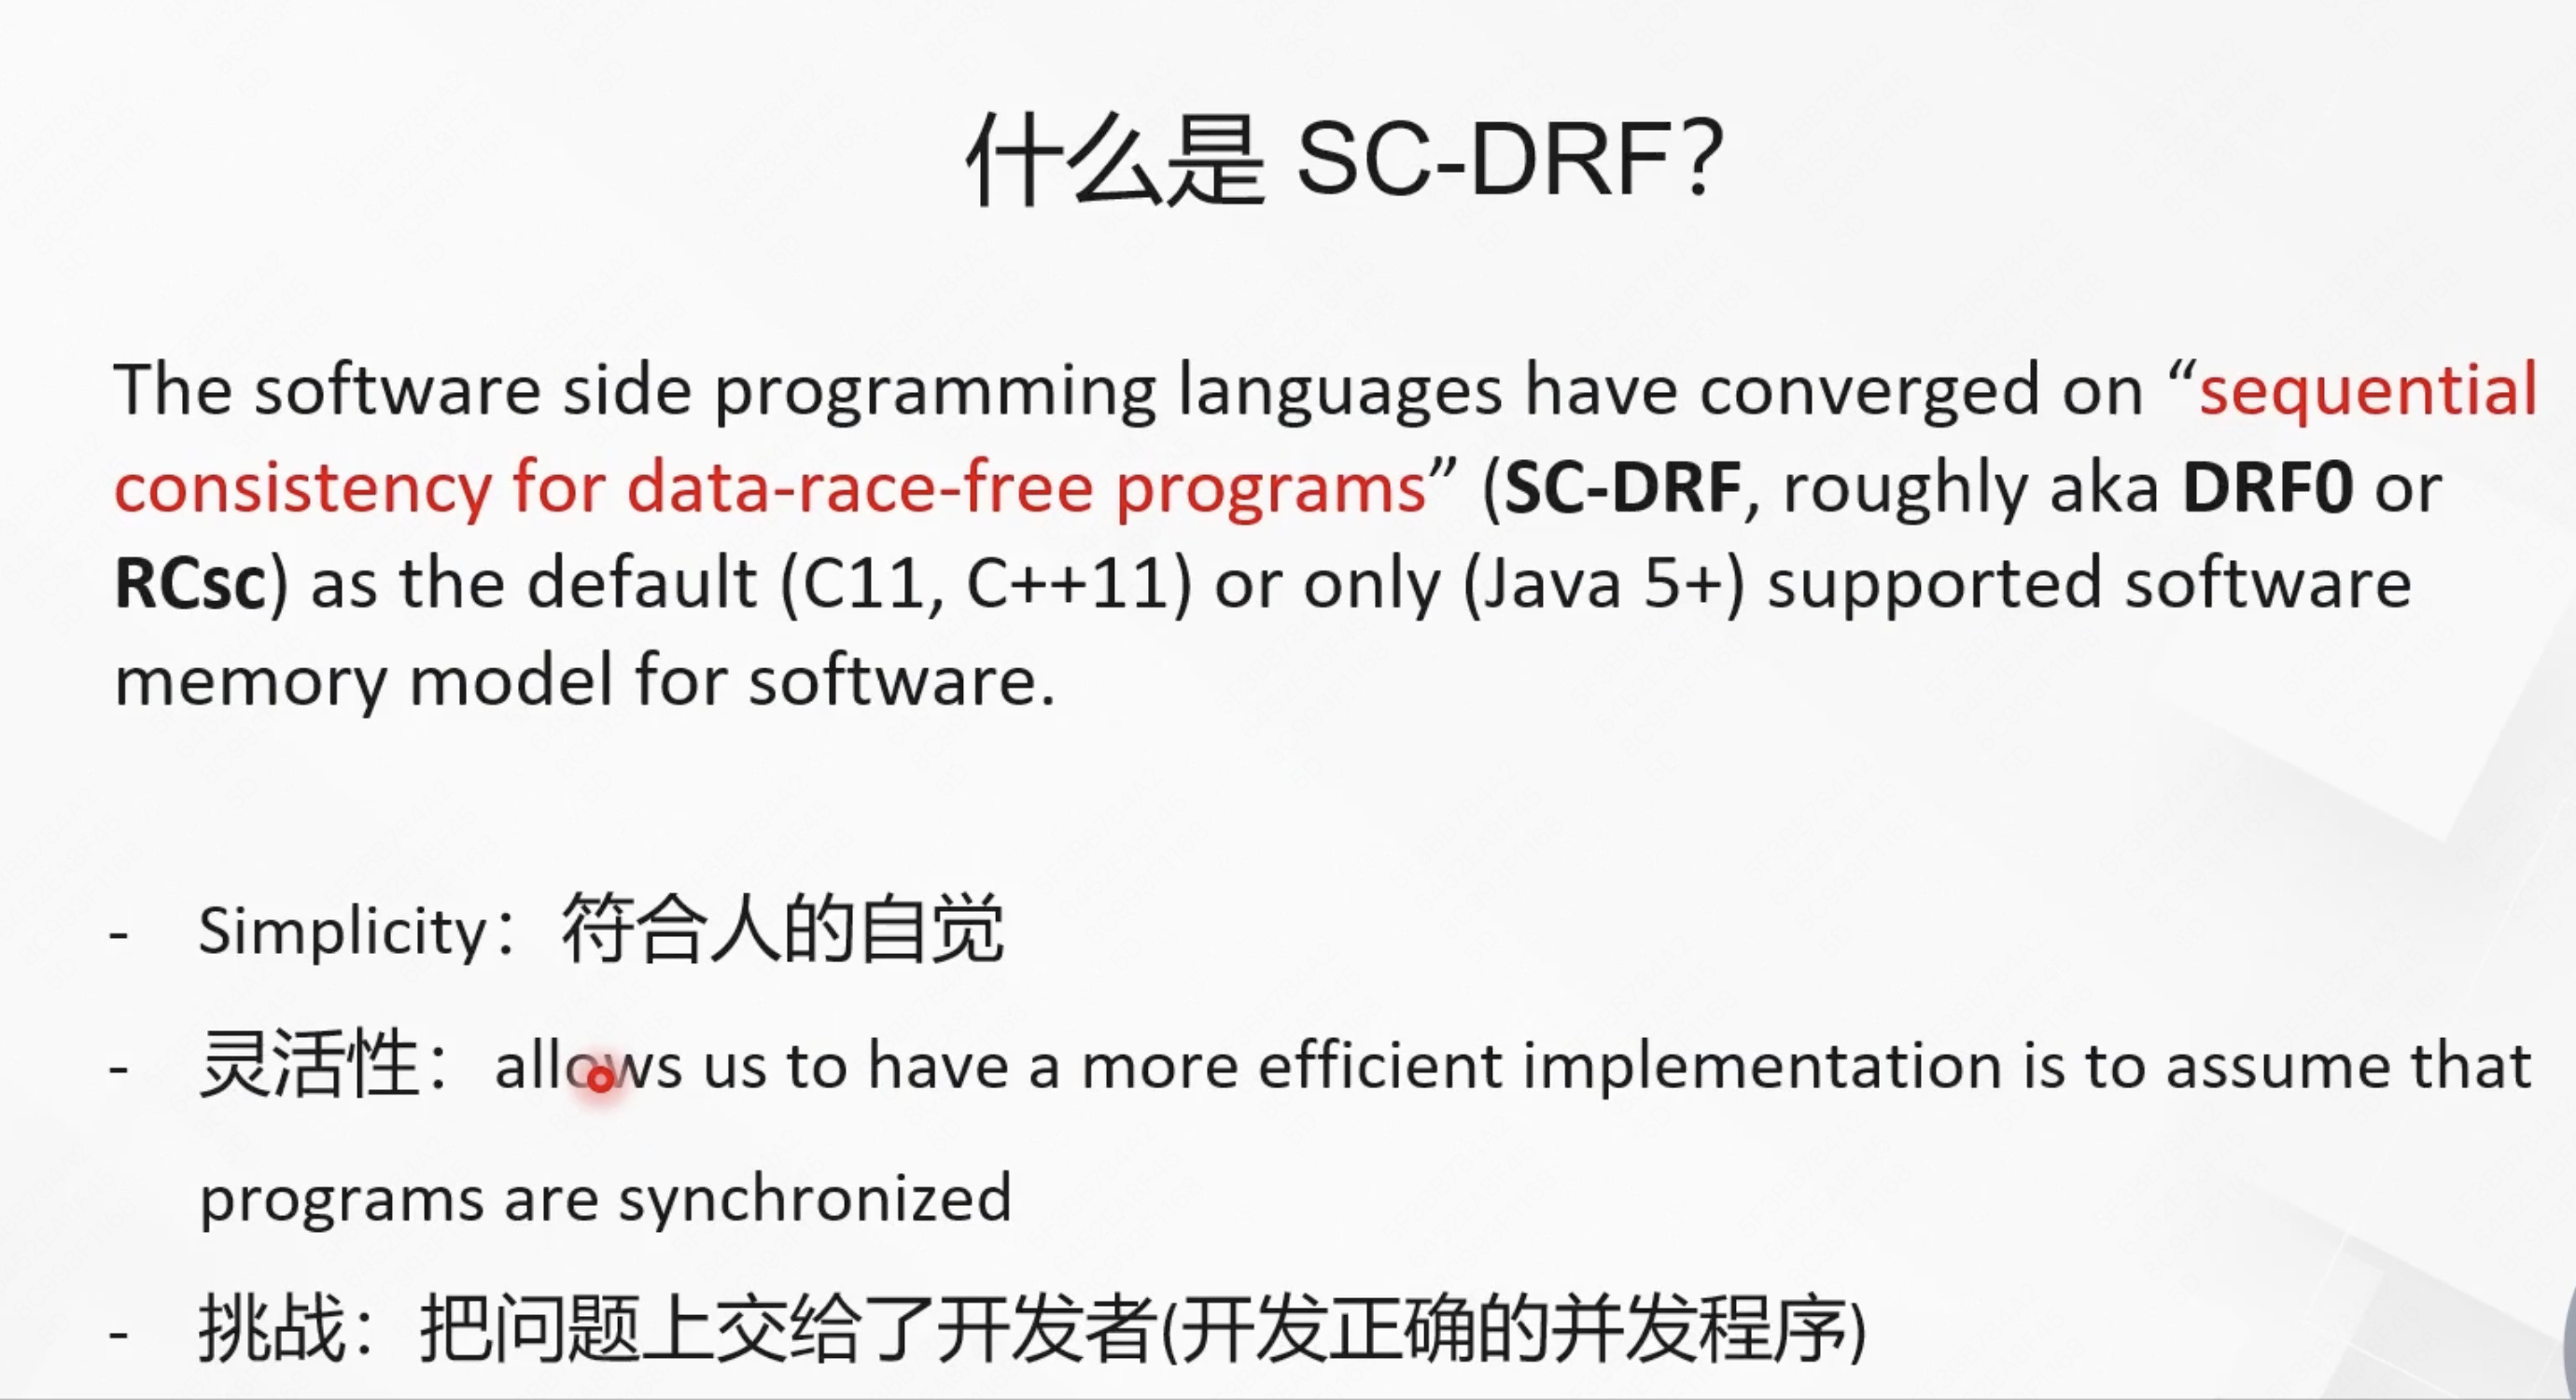 什么是 SC-DRF?
The software side programming languages have converged on “sequential
consistency for data-race-free programs” (SC-DRF, roughly aka DRF0 or
RCsc) as the default (C11, C++11) or only (Java 5+) supported software
memory model for software.
- Simplicity：符合人的自觉
- 灵活性：allows us to have a more efficient implementation is to assume that
programs are synchronized
- 挑战：把问题上交给了开发者(开发正确的并发程序)